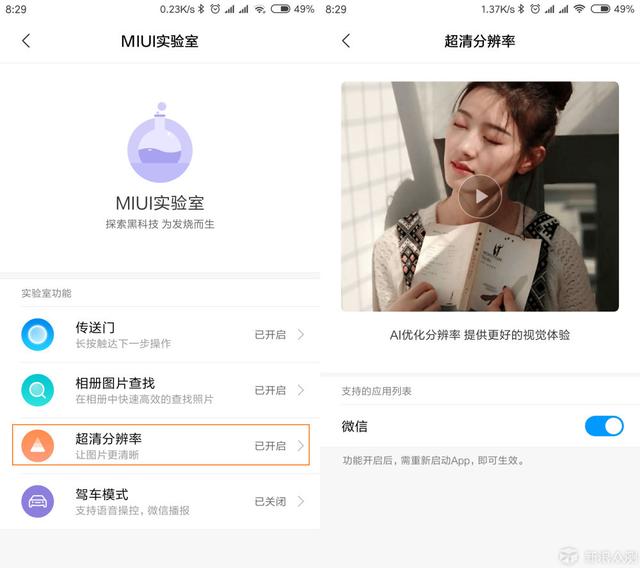 8:29
0.23K/s
49%
MIUI实验室
MIUI实验室
探索黑科技 为发烧而生
实验室功能
传送门
长按触达下一步操作
已开启
相册图片查找
在相册中快速高效的查找照片
已开启
超清分辨率
让图片更清晰
已开启
驾车模式
支持语音操控，微信播报
已关闭
8:29
1.37K/s
49%
超清分辨率
AI优化分辨率 提供更好的视觉体验
支持的应用列表
微信
功能开启后，需重新启动App，即可生效。
新浪众测